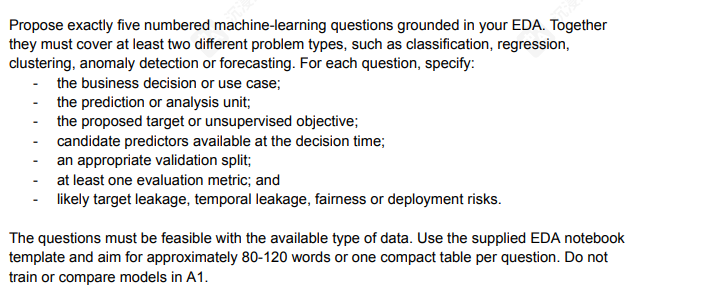 Propose exactly five numbered machine-learning questions grounded in your EDA. Together
they must cover at least two different problem types, such as classification, regression,
clustering, anomaly detection or forecasting. For each question, specify:
- the business decision or use case;
- the prediction or analysis unit;
- the proposed target or unsupervised objective;
- candidate predictors available at the decision time;
- an appropriate validation split;
- at least one evaluation metric; and
- likely target leakage, temporal leakage, fairness or deployment risks.
The questions must be feasible with the available type of data. Use the supplied EDA notebook
template and aim for approximately 80-120 words or one compact table per question. Do not
train or compare models in A1.